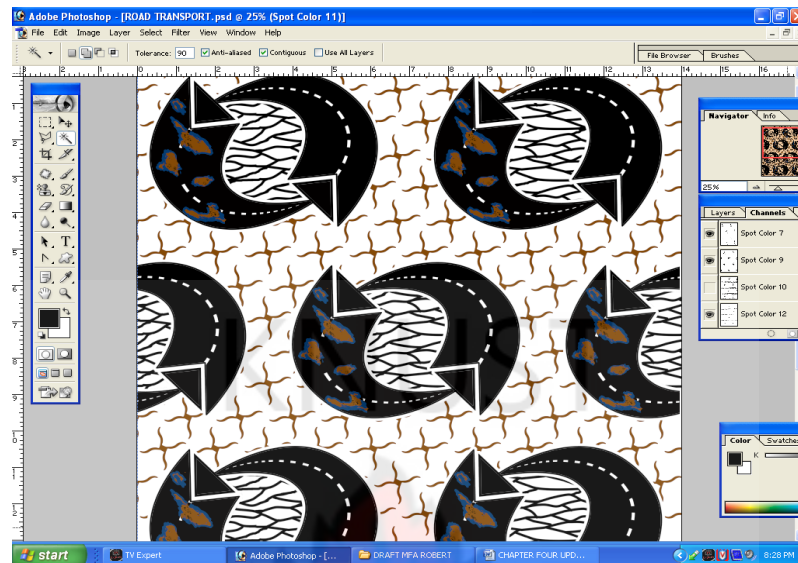 Adobe Photoshop - [ROAD TRANSPORT.psd @ 25% (Spot Color 11)]
File Edit Image Layer Select Filter View Window Help
Tolerance: 90 Anti-aliased Contiguous Use All Layers
File Browser Brushes
Navigator Info
25%
Layers Channels
Spot Color 7
Spot Color 9
Spot Color 10
Spot Color 12
KNUST
Color Swatches
K
start TV Expert Adobe Photoshop - [... DRAFT MFA ROBERT CHAPTER FOUR UPD... 8:28 PM